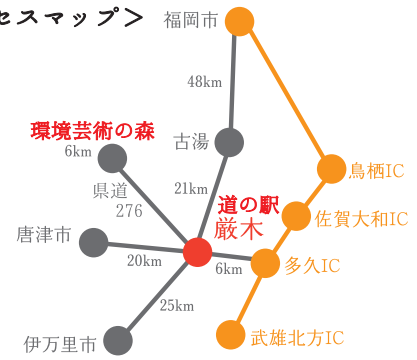 セスマップ＞
福岡市
48km
環境芸術の森
6km
古湯
県道
276
21km
道の駅
厳木
鳥栖IC
佐賀大和IC
唐津市
20km
6km
多久IC
25km
伊万里市
武雄北方IC